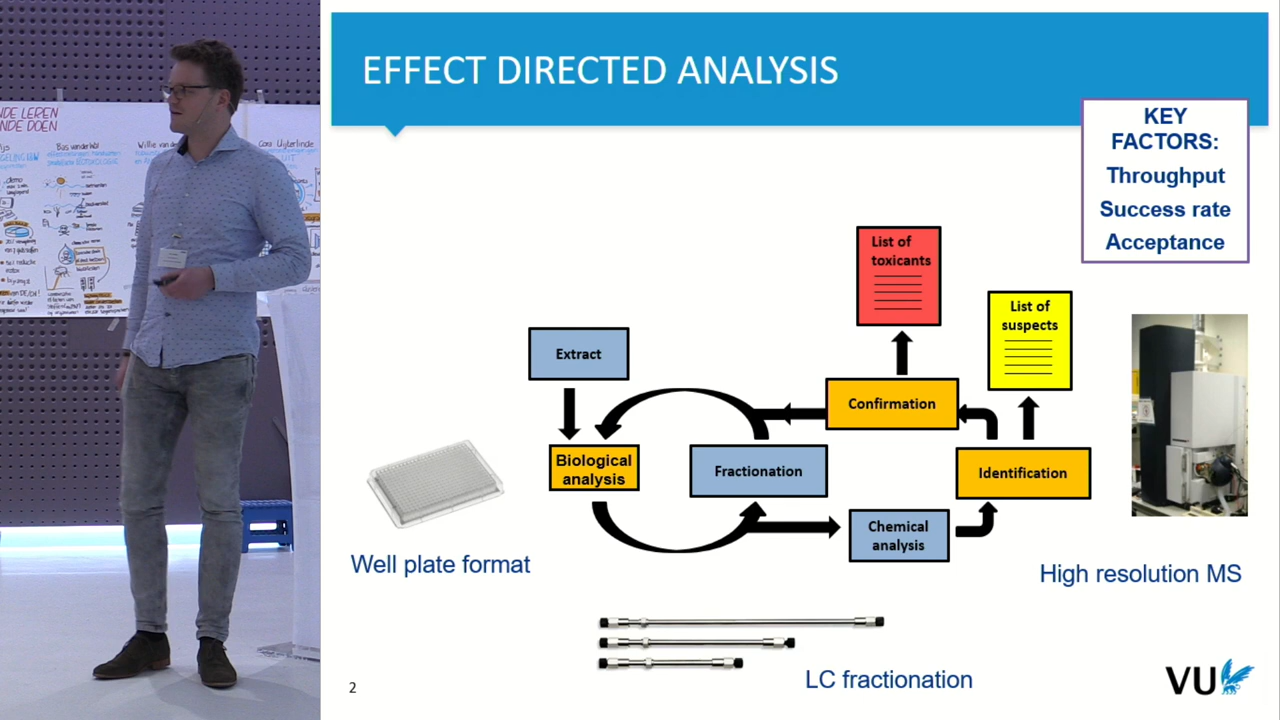 EFFECT DIRECTED ANALYSIS
KEY
FACTORS:
Throughput
Success rate
Acceptance
List of
toxicants
List of
suspects
Extract
Confirmation
Biological
analysis
Fractionation
Identification
Chemical
analysis
Well plate format
High resolution MS
LC fractionation
2
VU
NDE LEREN
NDE DOEN
Bas van der Wal
Willie van
Cora Uijterlinde
UIT